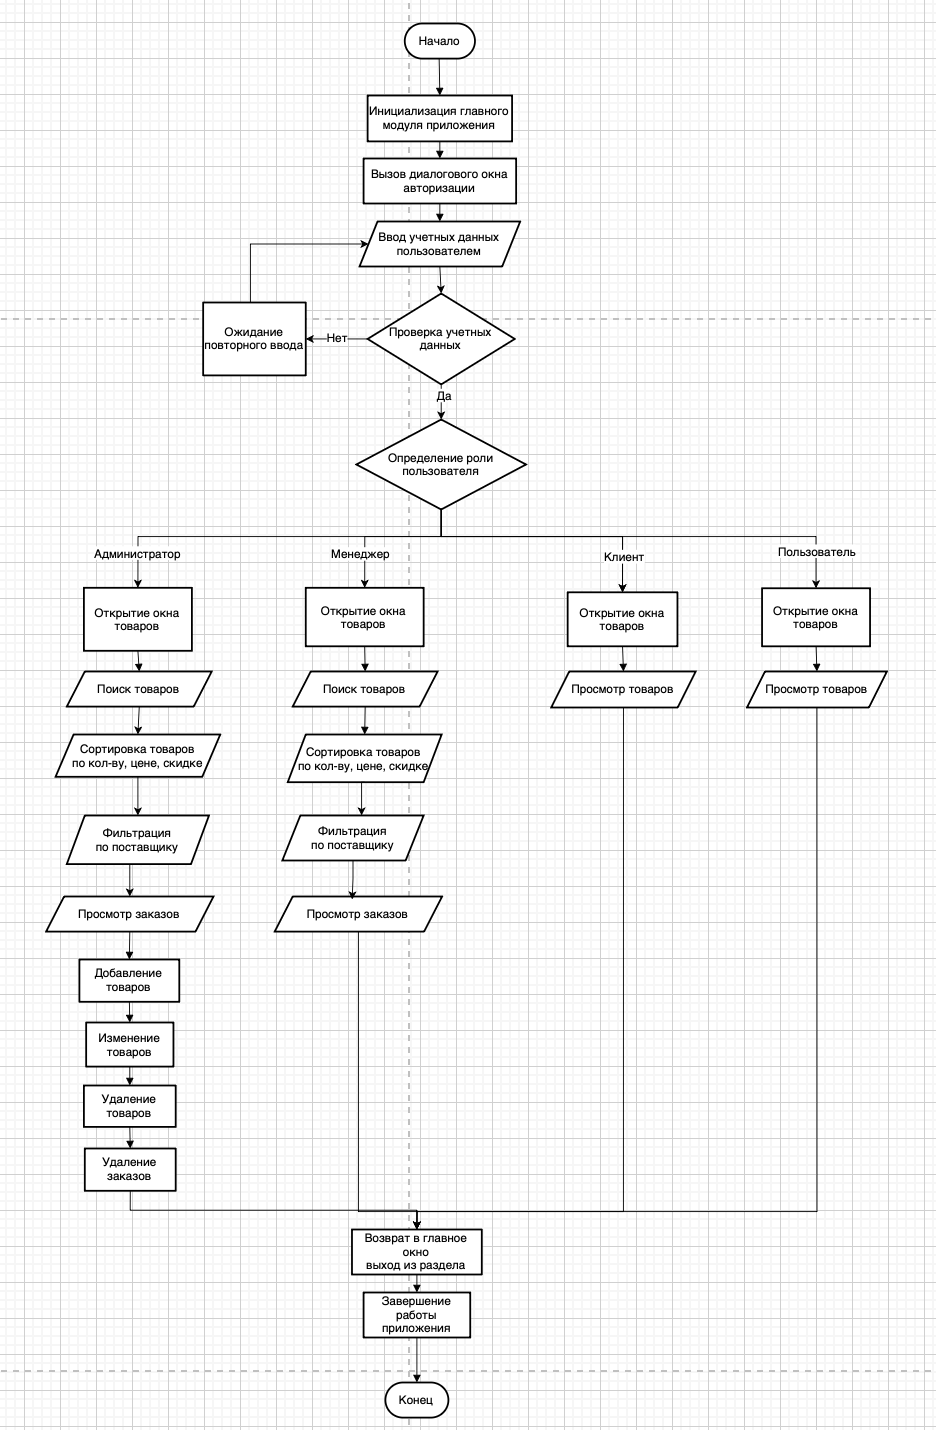 Начало
Инициализация главного
модуля приложения
Вызов диалогового окна
авторизации
Ввод учетных данных
пользователем
Ожидание
повторного ввода
Нет
Проверка учетных
данных
Да
Определение роли
пользователя
Администратор
Менеджер
Клиент
Пользователь
Открытие окна
товаров
Открытие окна
товаров
Открытие окна
товаров
Открытие окна
товаров
Поиск товаров
Поиск товаров
Просмотр товаров
Просмотр товаров
Сортировка товаров
по кол-ву, цене, скидке
Сортировка товаров
по кол-ву, цене, скидке
Фильтрация
по поставщику
Фильтрация
по поставщику
Просмотр заказов
Просмотр заказов
Добавление
товаров
Изменение
товаров
Удаление
товаров
Удаление
заказов
Возврат в главное
окно
выход из раздела
Завершение
работы
приложения
Конец